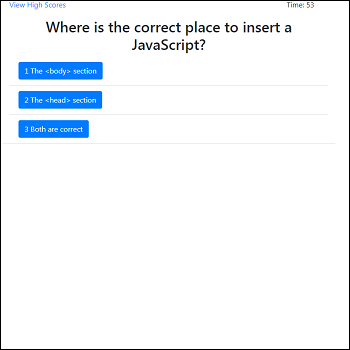 View High Scores
Time: 53
Where is the correct place to insert a
JavaScript?
1 The <body> section
2 The <head> section
3 Both are correct